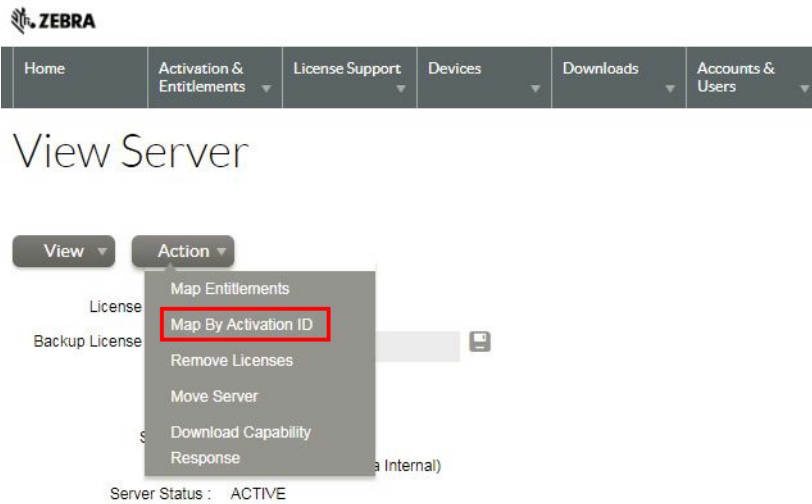 ZEBRA
Home
Activation &
Entitlements
License Support
Devices
Downloads
Accounts &
Users
View Server
View
Action
Map Entitlements
License
Map By Activation ID
Backup License
Remove Licenses
Move Server
Download Capability
Response
a Internal)
Server Status : ACTIVE